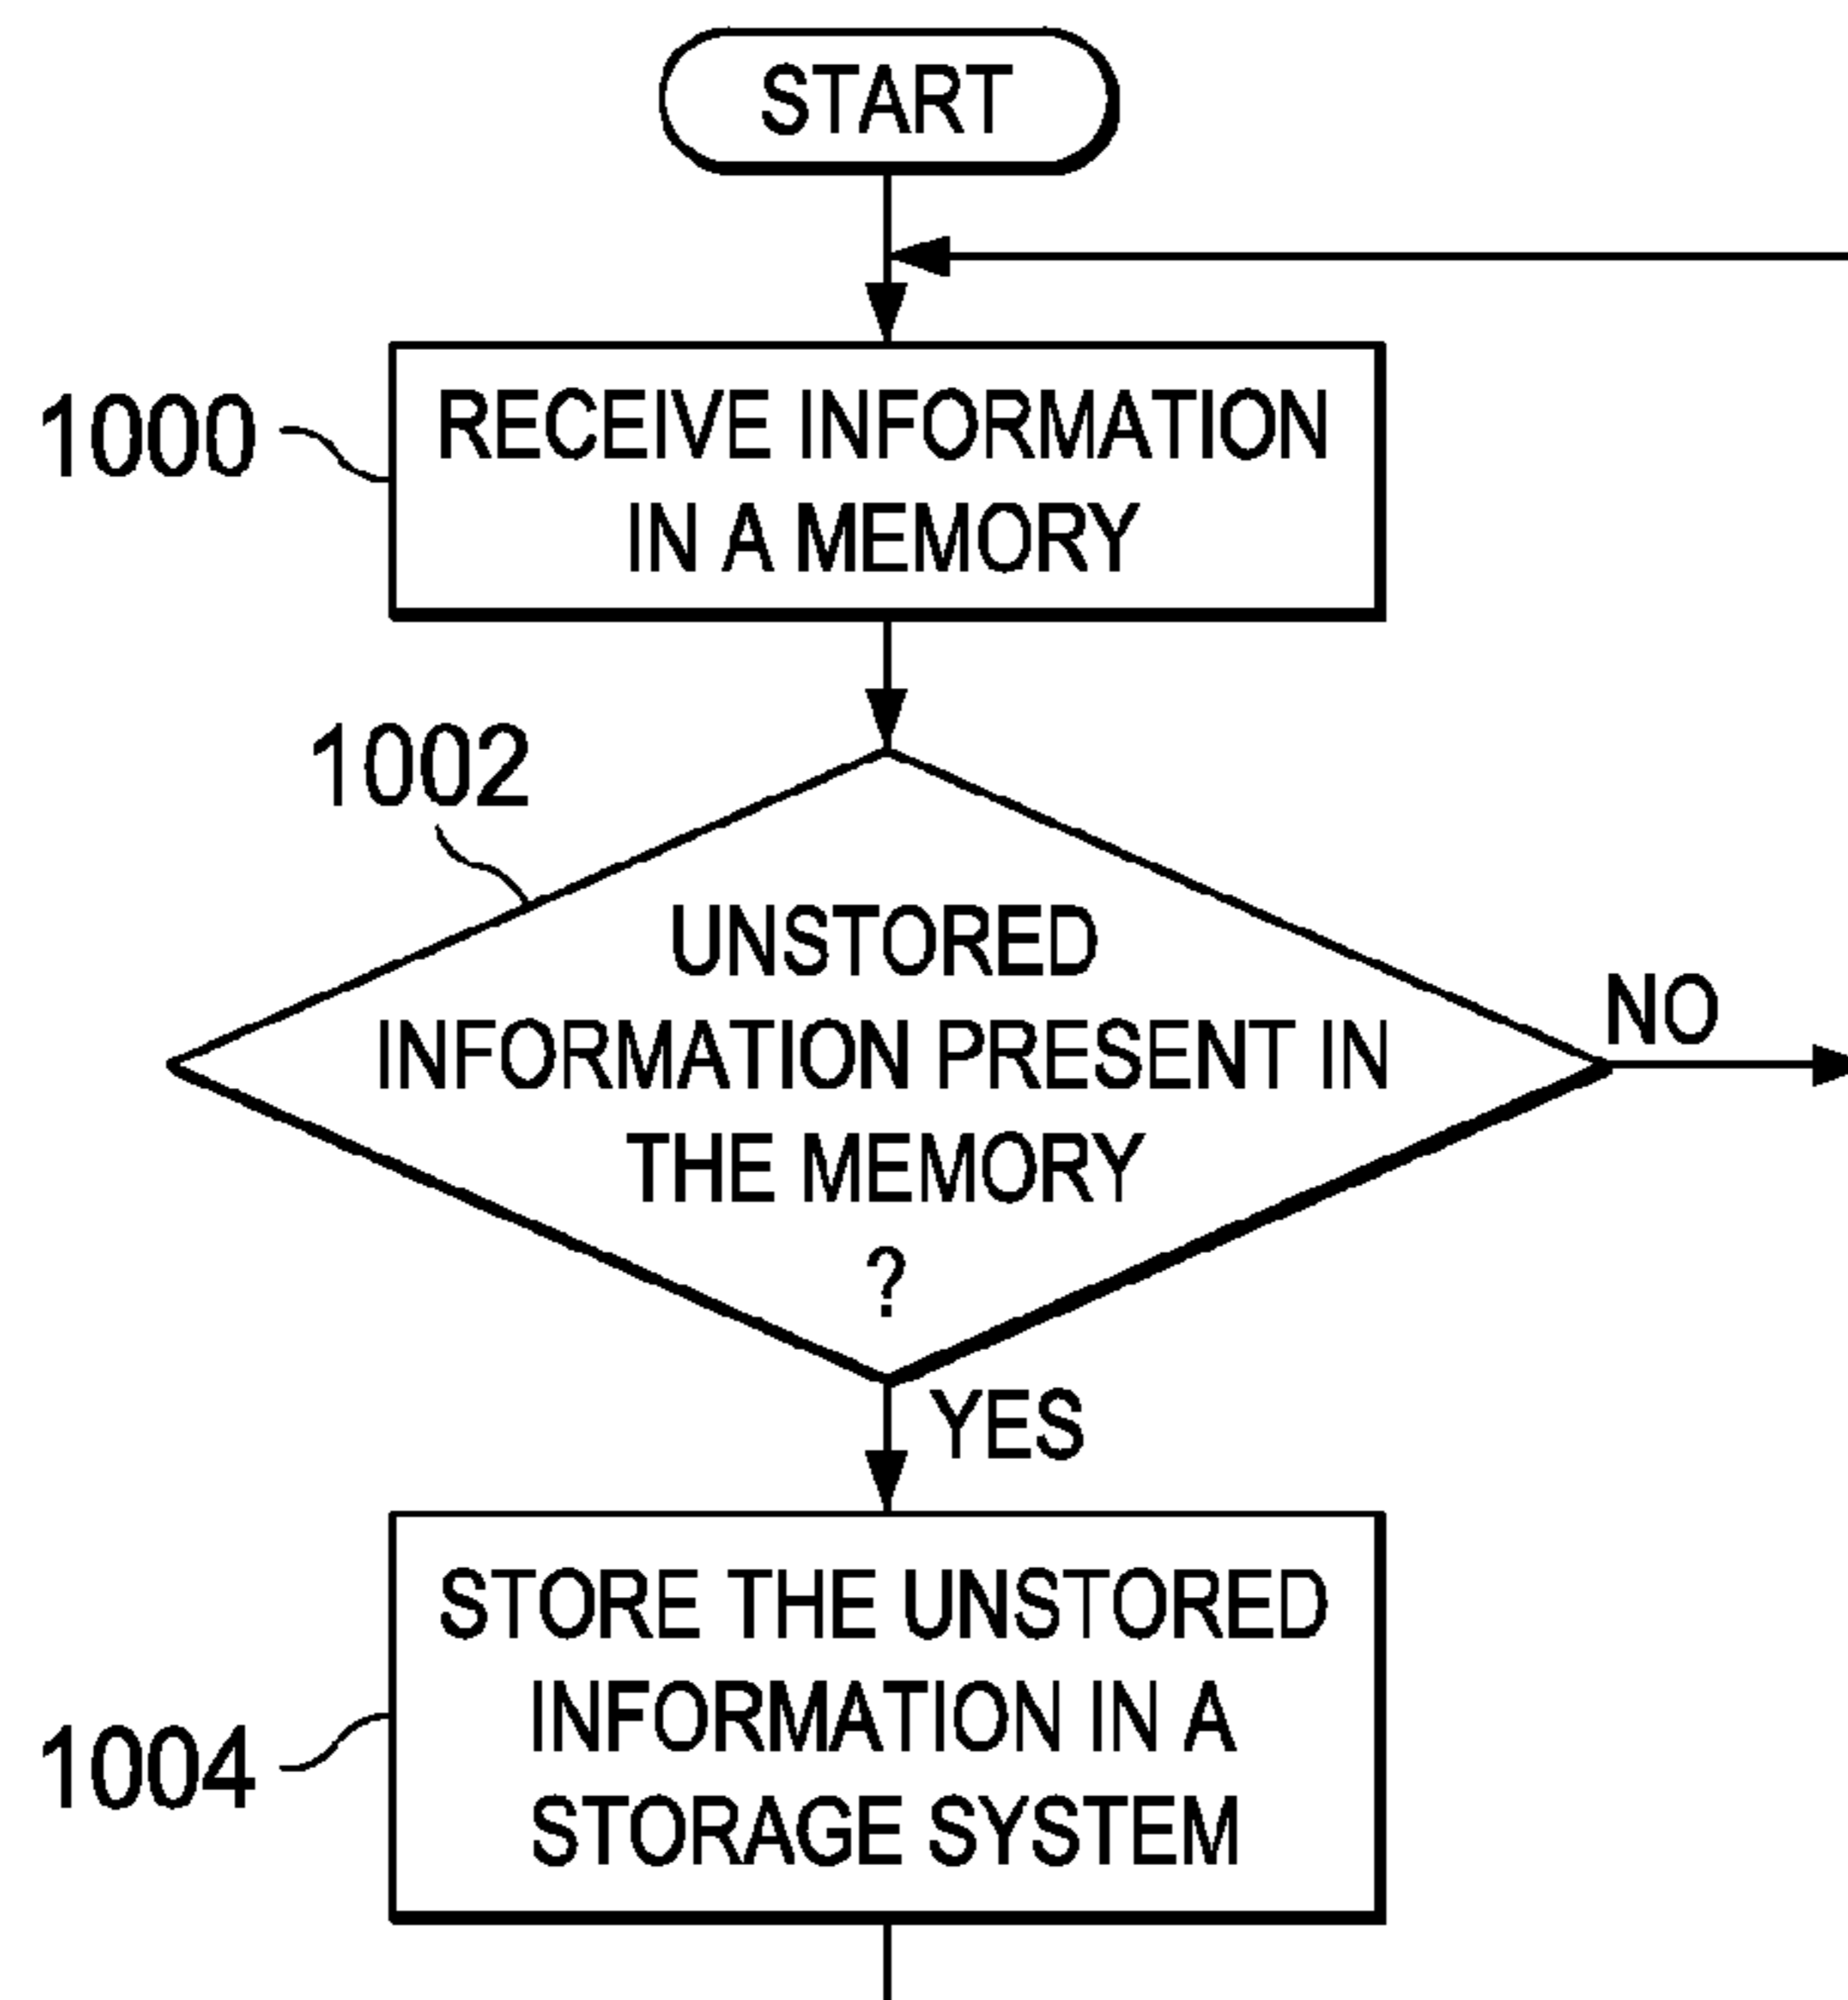 START
1000
RECEIVE INFORMATION
IN A MEMORY
1002
UNSTORED
INFORMATION PRESENT IN
THE MEMORY
?
NO
YES
1004
STORE THE UNSTORED
INFORMATION IN A
STORAGE SYSTEM